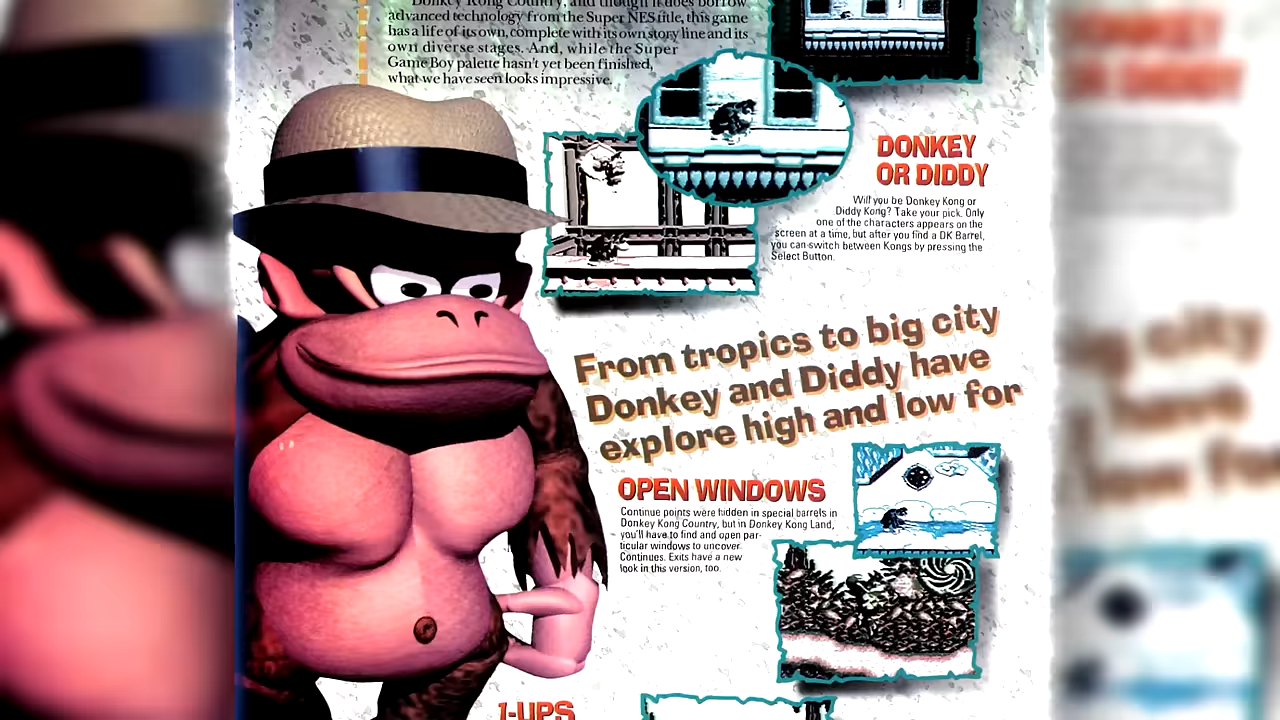 Donkey Kong Country, and though it does borrow
advanced technology from the Super NES title, this game
has a life of its own, complete with its own story line and its
own diverse stages. And, while the Super
Game Boy palette hasn't yet been finished,
what we have seen looks impressive.
DONKEY
OR DIDDY
Will you be Donkey Kong or
Diddy Kong? Take your pick. Only
one of the characters appears on the
screen at a time, but after you find a DK Barrel,
you can switch between Kongs by pressing the
Select Button.
From tropics to big city
Donkey and Diddy have
explore high and low for
OPEN WINDOWS
Continue points were hidden in special barrels in
Donkey Kong Country, but in Donkey Kong Land,
you'll have to find and open par-
ticular windows to uncover
Continues. Exits have a new
look in this version, too.
1-UPS